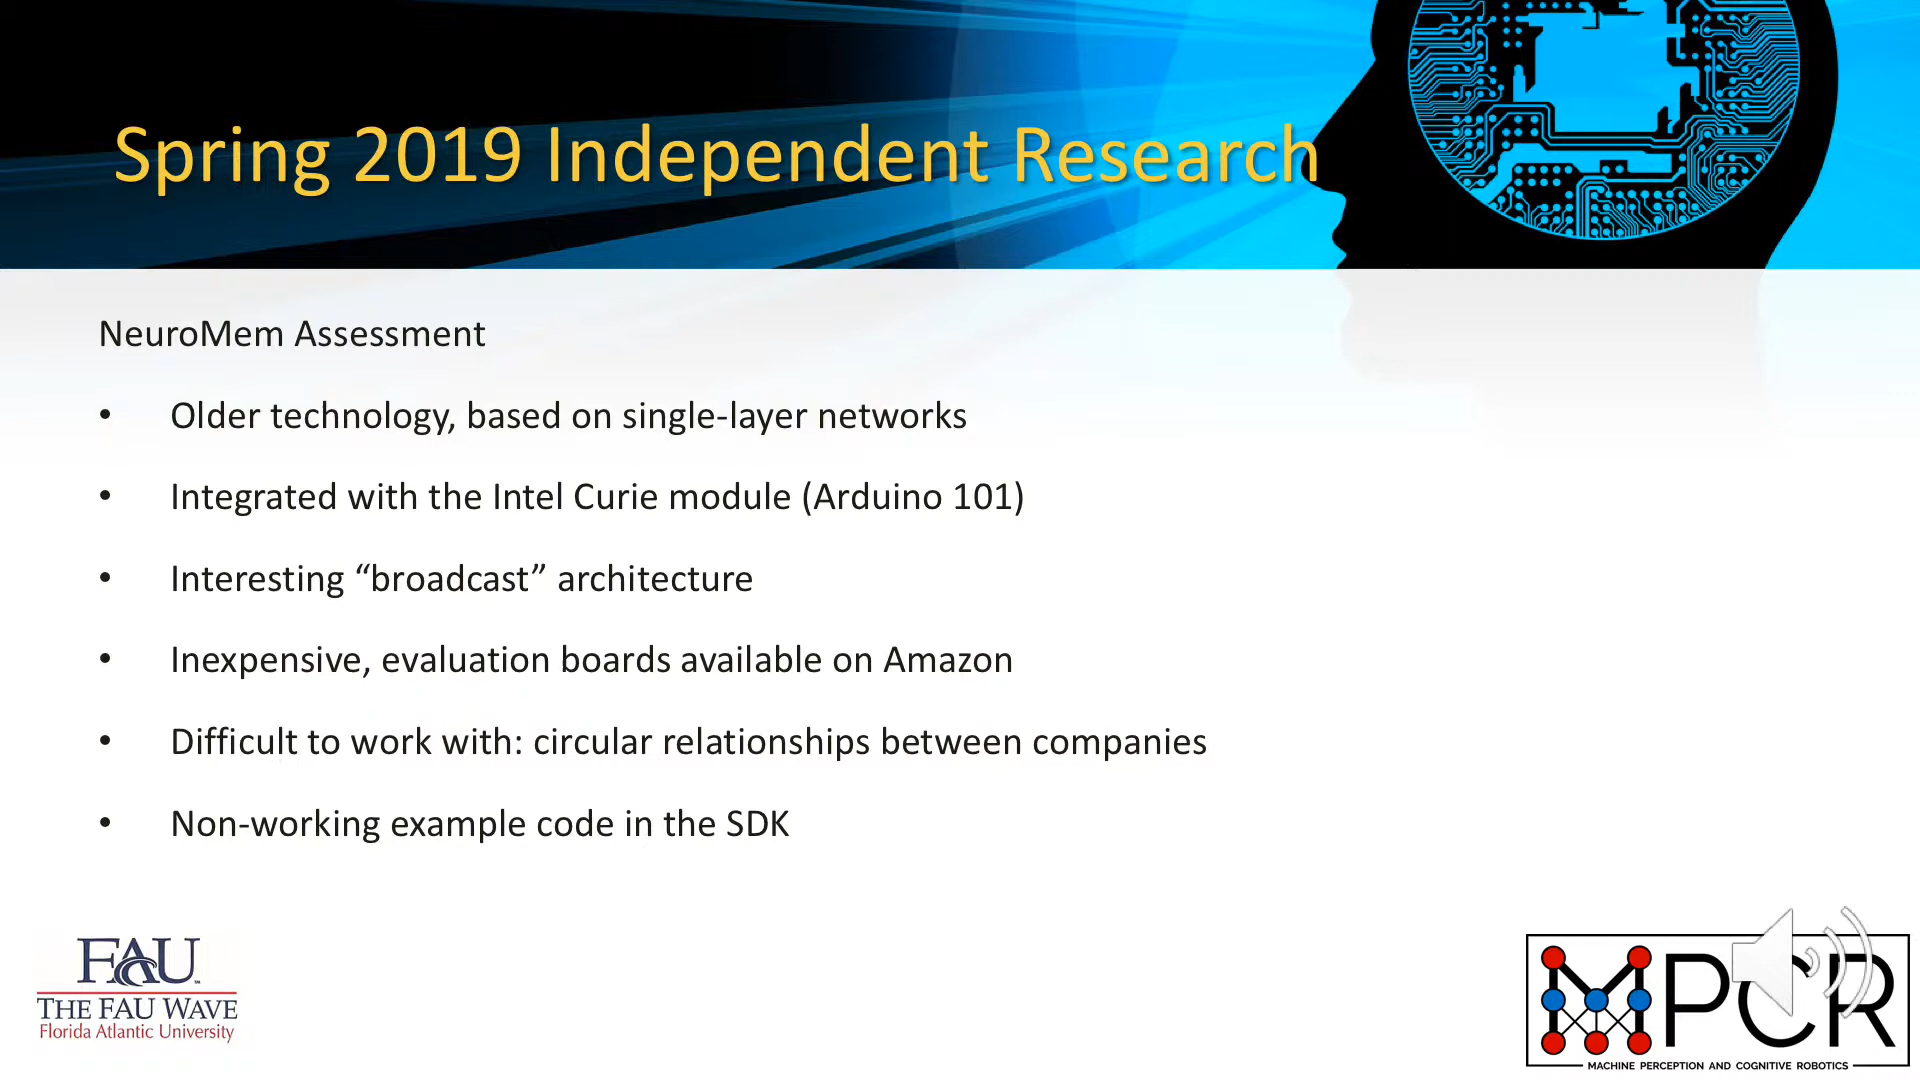 Spring 2019 Independent Research
NeuroMem Assessment
• Older technology, based on single-layer networks
• Integrated with the Intel Curie module (Arduino 101)
• Interesting “broadcast” architecture
• Inexpensive, evaluation boards available on Amazon
• Difficult to work with: circular relationships between companies
• Non-working example code in the SDK
FAU
THE FAU WAVE
Florida Atlantic University
MPCR
MACHINE PERCEPTION AND COGNITIVE ROBOTICS